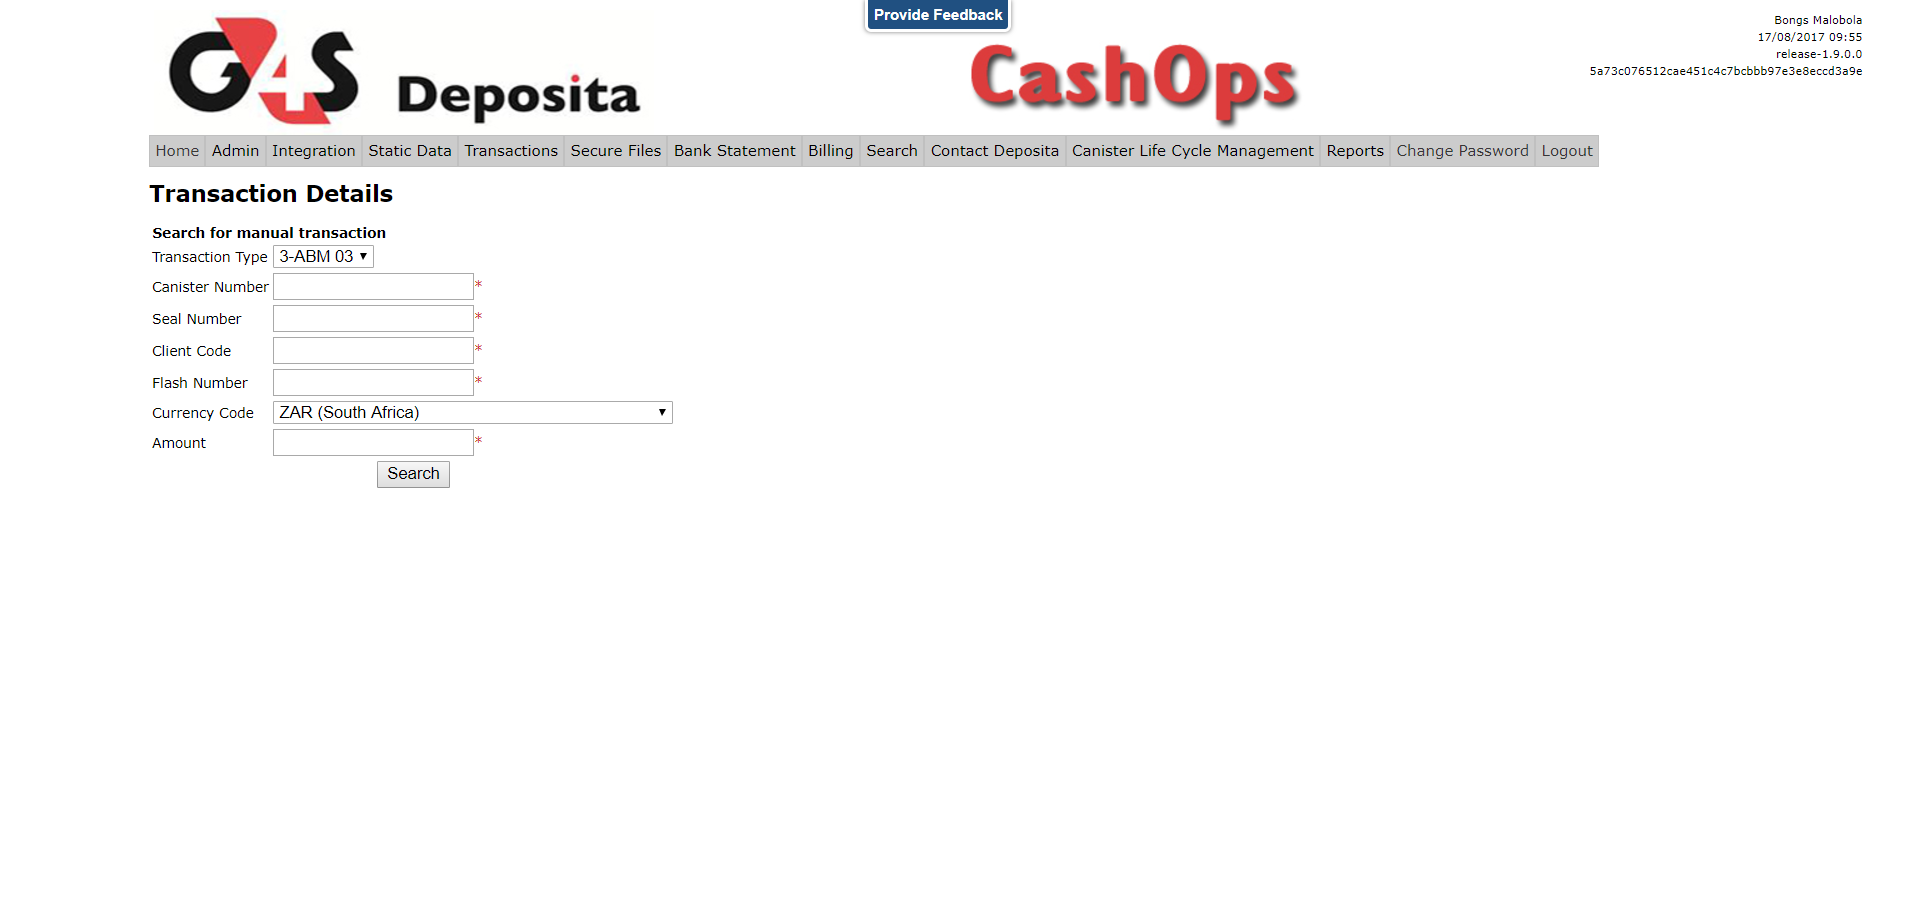 Provide Feedback
G4S Deposita
CashOps
Bongs Malobola
17/08/2017 09:55
release-1.9.0.0
5a73c076512cae451c4c7bcbbb97e3e8eccd3a9e
Home Admin Integration Static Data Transactions Secure Files Bank Statement Billing Search Contact Deposita Canister Life Cycle Management Reports Change Password Logout
Transaction Details
Search for manual transaction
Transaction Type 3-ABM 03
Canister Number *
Seal Number *
Client Code *
Flash Number *
Currency Code ZAR (South Africa)
Amount *
Search